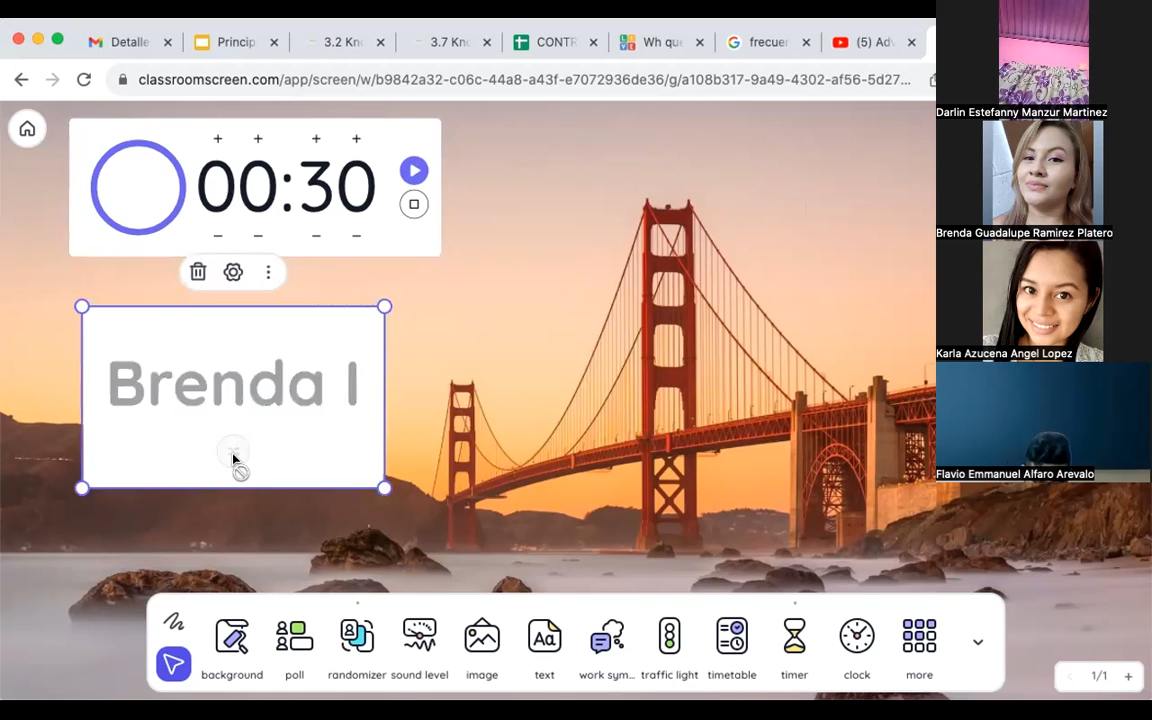 Detalle
Princip
3.2 Kn
3.7 Kn
CONTR
Wh que
frecuer
(5) Ad
classroomscreen.com/app/screen/w/b9842a32-c06c-44a8-a43f-e7072936de36/g/a108b317-9a49-4302-af56-5d27...
00:30
Brenda I
background
poll
randomizer
sound level
image
text
work sym...
traffic light
timetable
timer
clock
more
1/1
Darlin Estefanny Manzur Martinez
Brenda Guadalupe Ramirez Platero
Karla Azucena Angel Lopez
Flavio Emmanuel Alfaro Arevalo